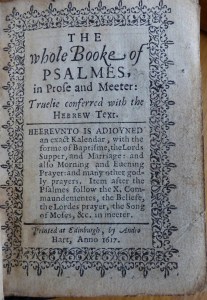 THE
whole Booke of
PSALMES,
in Prose and Meeter:
Truelie conferred with the
HEBREW TEXT.
HEEREVNTO IS ADIOYNED
an exact Kalendar, with the
forme of Baptisme, the Lords
Supper, and Marriage: and
also Morning and Euening
Prayer: and many other god-
ly prayers, Item after the
Psalmes follow the X. Com-
maundementes, the Beliefe,
the Lordes prayer, the Song
of Moses, &c. in meeter.
Printed at Edinburgh, by Andro
Hart, Anno 1617.